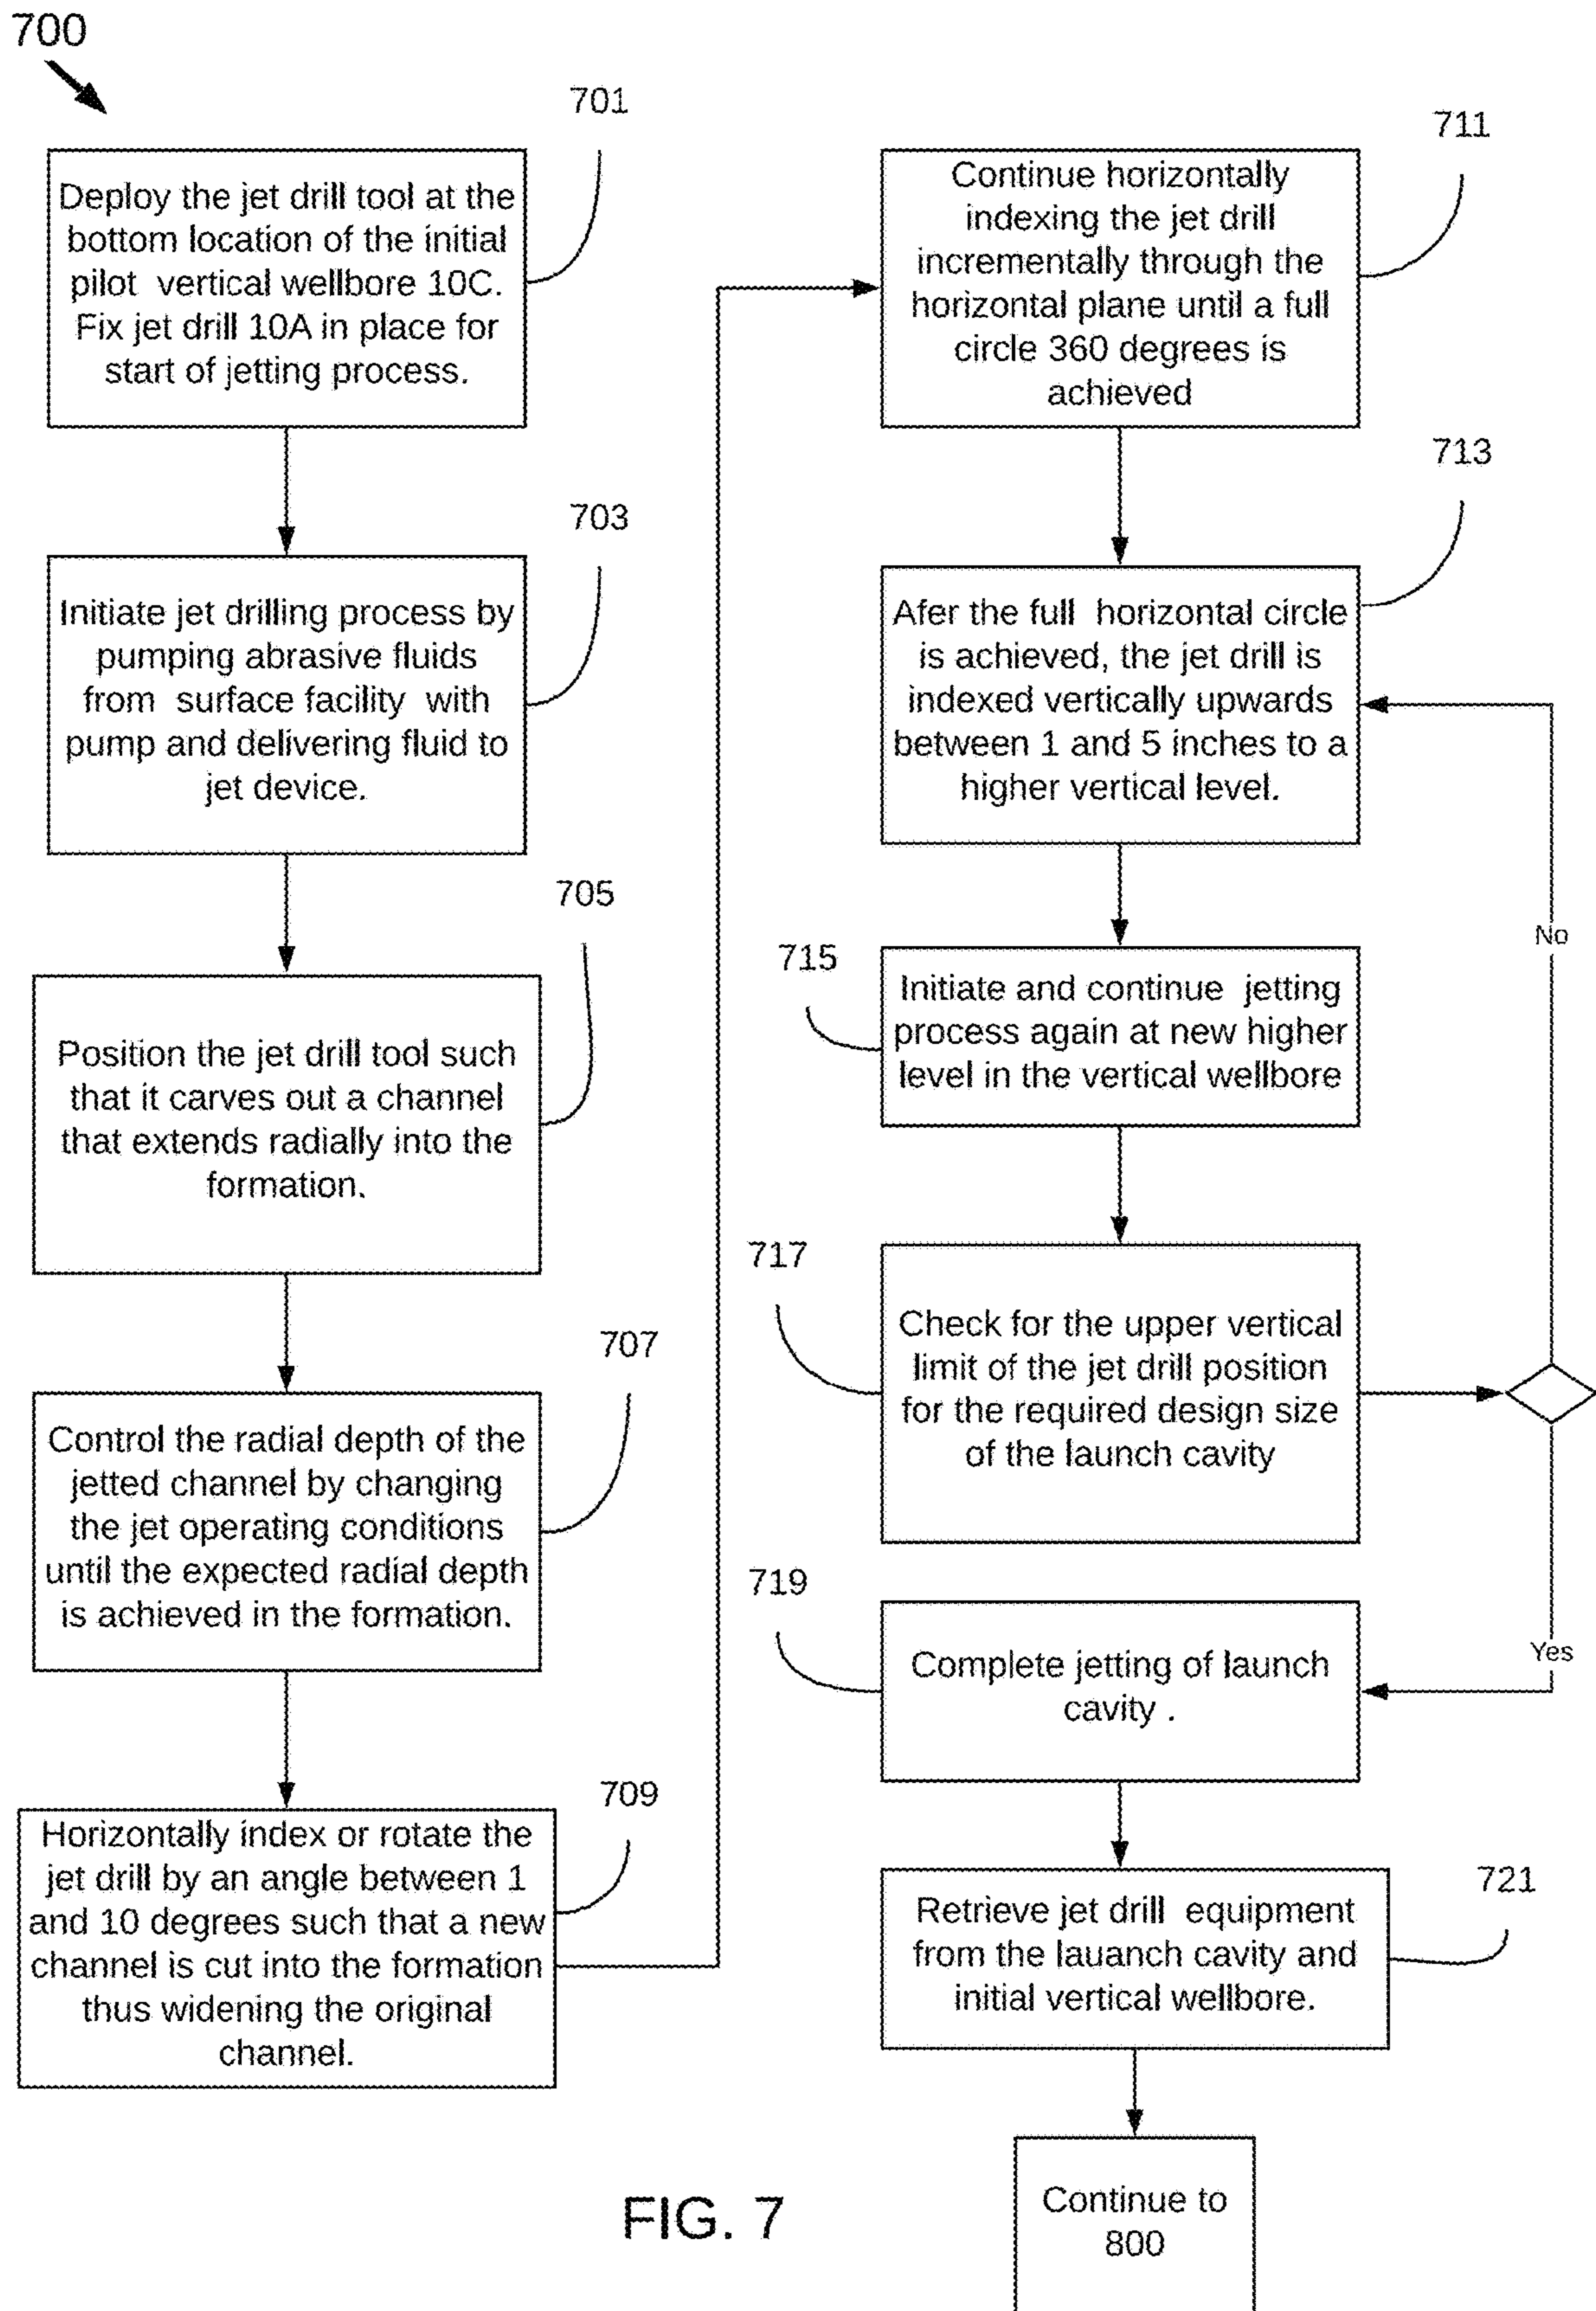 700
701
Deploy the jet drill tool at the
bottom location of the initial
pilot vertical wellbore 10C.
Fix jet drill 10A in place for
start of jetting process.
703
Initiate jet drilling process by
pumping abrasive fluids
from surface facility with
pump and delivering fluid to
jet device.
705
Position the jet drill tool such
that it carves out a channel
that extends radially into the
formation.
707
Control the radial depth of the
jetted channel by changing
the jet operating conditions
until the expected radial depth
is achieved in the formation.
709
Horizontally index or rotate the
jet drill by an angle between 1
and 10 degrees such that a new
channel is cut into the formation
thus widening the original
channel.
711
Continue horizontally
indexing the jet drill
incrementally through the
horizontal plane until a full
circle 360 degrees is
achieved
713
Afer the full horizontal circle
is achieved, the jet drill is
indexed vertically upwards
between 1 and 5 inches to a
higher vertical level.
No
715
Initiate and continue jetting
process again at new higher
level in the vertical wellbore
717
Check for the upper vertical
limit of the jet drill position
for the required design size
of the launch cavity
719
Yes
Complete jetting of launch
cavity .
721
Retrieve jet drill equipment
from the lauanch cavity and
initial vertical wellbore.
Continue to
800
FIG. 7